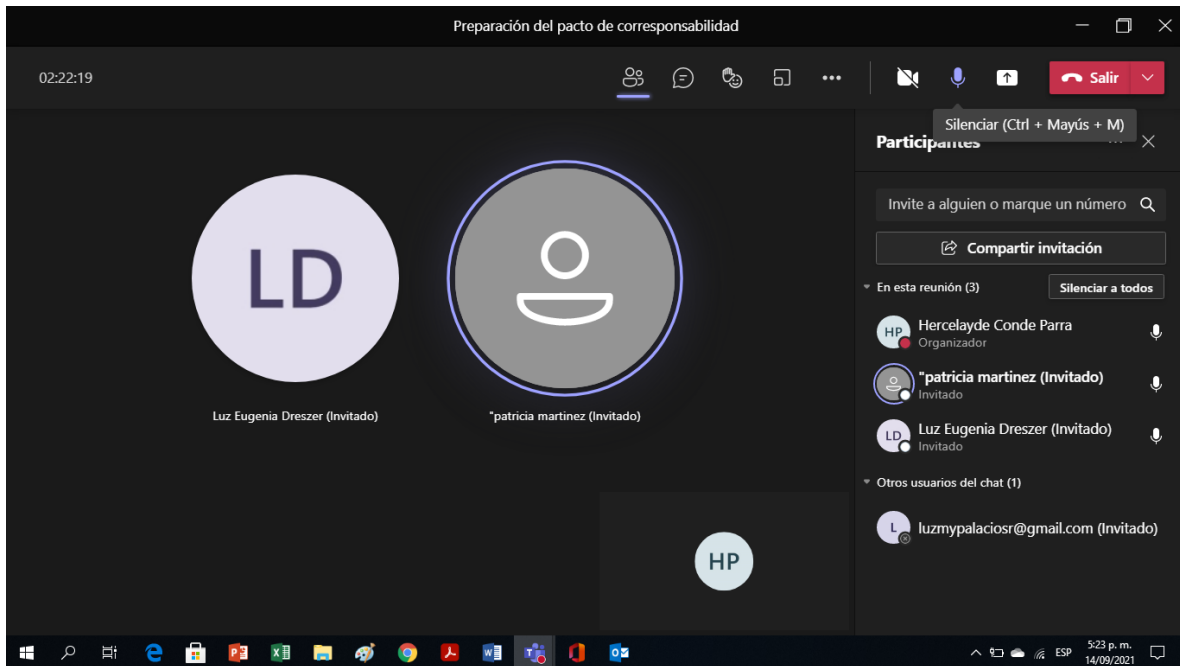 Preparación del pacto de corresponsabilidad
02:22:19
Salir
Silenciar (Ctrl + Mayús + M)
Participantes
Invite a alguien o marque un número
Compartir invitación
En esta reunión (3)
Silenciar a todos
HP
Hercelayde Conde Parra
Organizador
"patricia martinez (Invitado)
Invitado
LD
Luz Eugenia Dreszer (Invitado)
Invitado
Otros usuarios del chat (1)
L
luzmypalaciosr@gmail.com (Invitado)
LD
Luz Eugenia Dreszer (Invitado)
"patricia martinez (Invitado)
HP
ESP
5:23 p. m.
14/09/2021